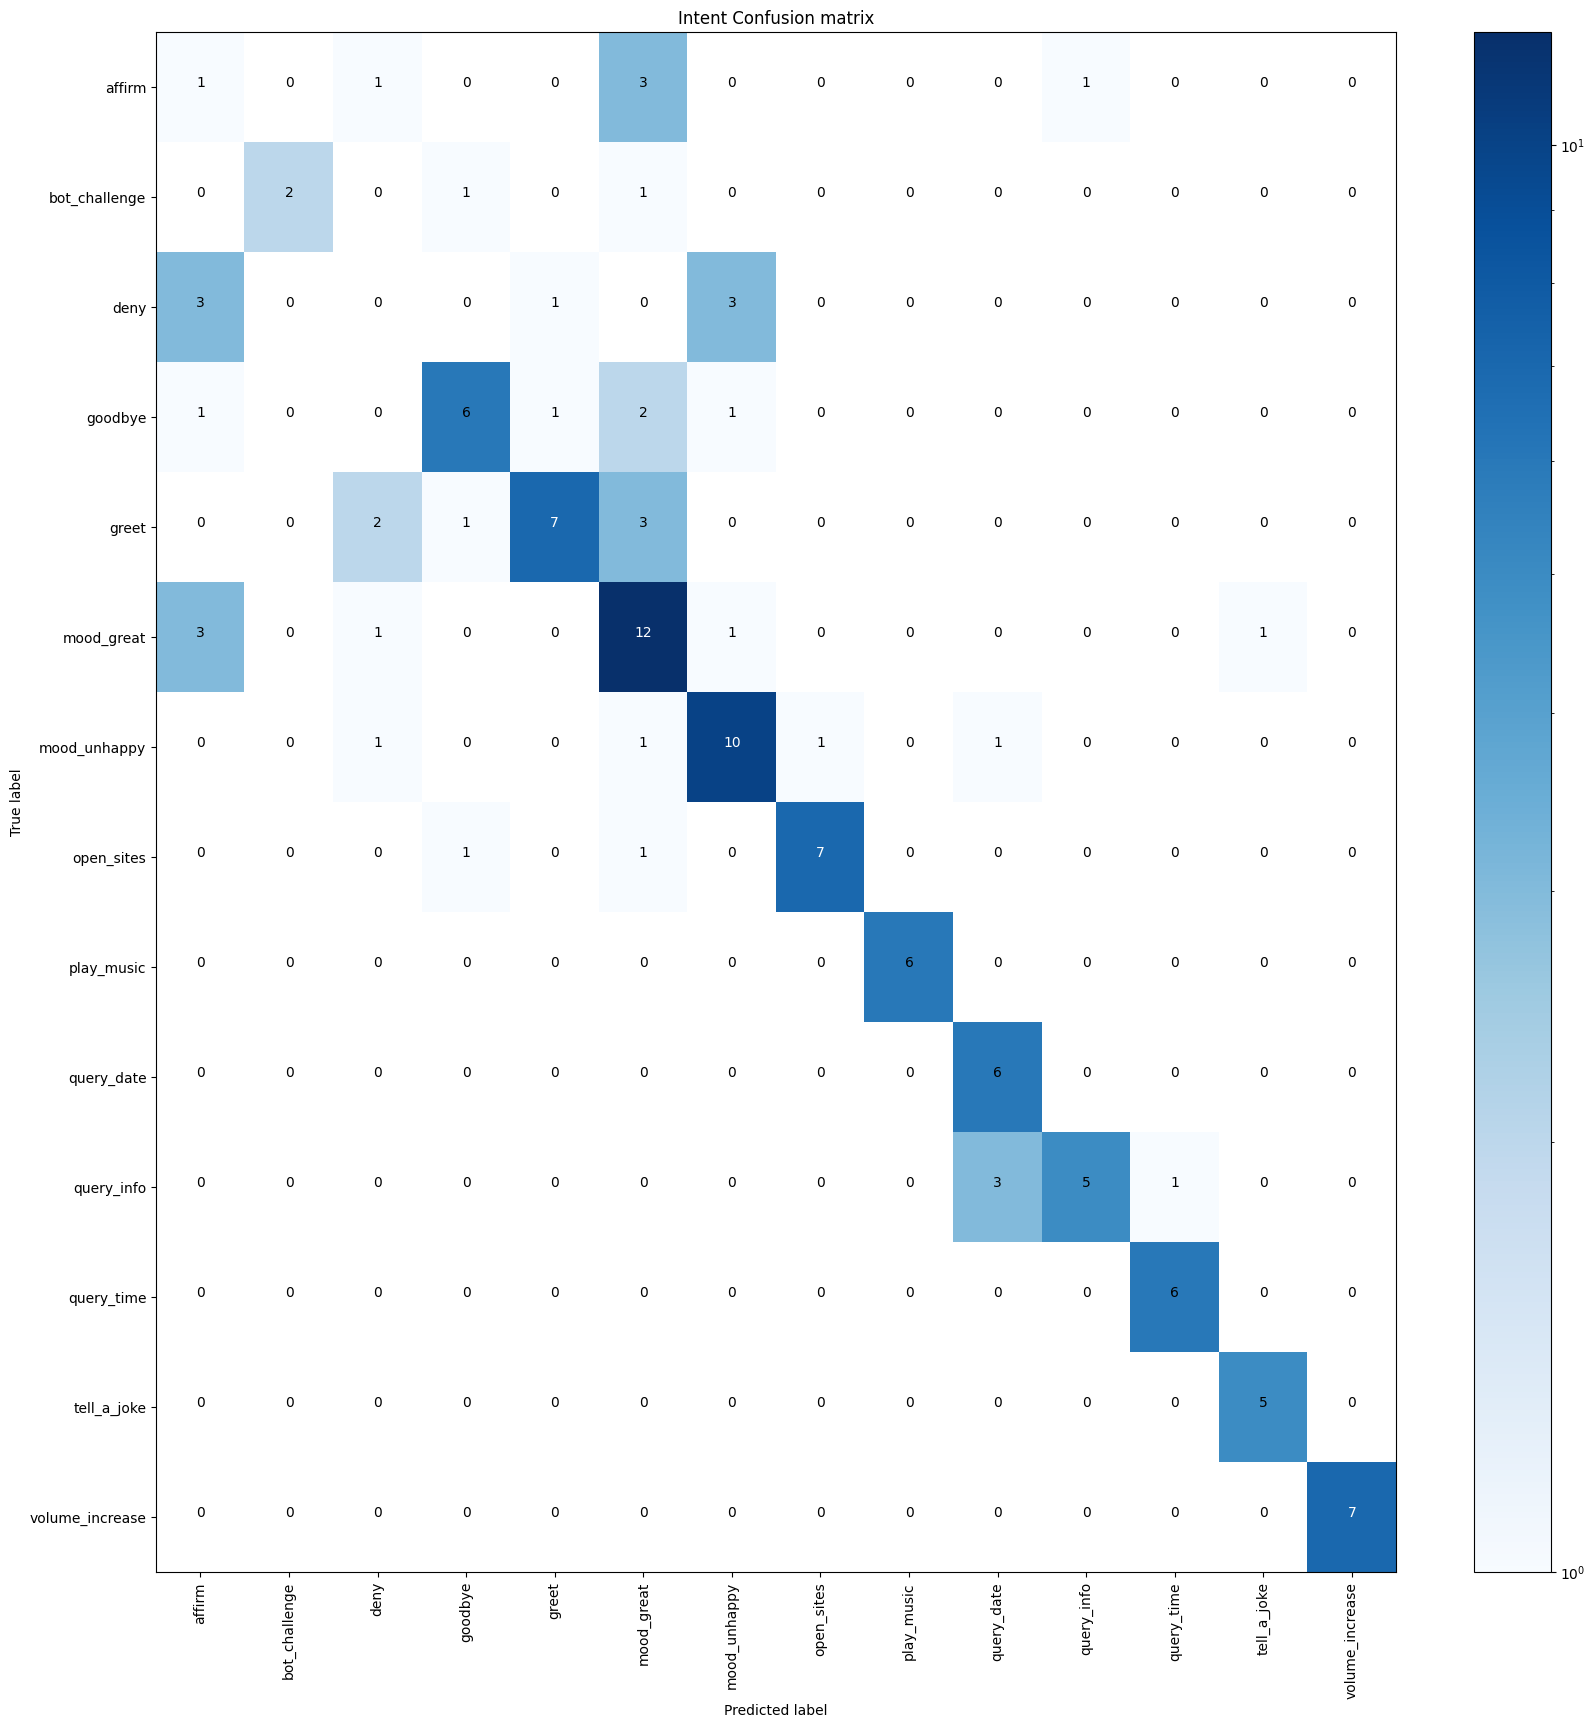 Intent Confusion matrix
affirm 1 0 1 0 0 3 0 0 0 0 1 0 0 0
bot_challenge 0 2 0 1 0 1 0 0 0 0 0 0 0 0
deny 3 0 0 0 1 0 3 0 0 0 0 0 0 0
goodbye 1 0 0 6 1 2 1 0 0 0 0 0 0 0
greet 0 0 2 1 7 3 0 0 0 0 0 0 0 0
mood_great 3 0 1 0 0 12 1 0 0 0 0 0 1 0
mood_unhappy 0 0 1 0 0 1 10 1 0 1 0 0 0 0
open_sites 0 0 0 1 0 1 0 7 0 0 0 0 0 0
play_music 0 0 0 0 0 0 0 0 6 0 0 0 0 0
query_date 0 0 0 0 0 0 0 0 0 6 0 0 0 0
query_info 0 0 0 0 0 0 0 0 0 3 5 1 0 0
query_time 0 0 0 0 0 0 0 0 0 0 0 6 0 0
tell_a_joke 0 0 0 0 0 0 0 0 0 0 0 0 5 0
volume_increase 0 0 0 0 0 0 0 0 0 0 0 0 0 7
True label
affirm
bot_challenge
deny
goodbye
greet
mood_great
mood_unhappy
open_sites
play_music
query_date
query_info
query_time
tell_a_joke
volume_increase
Predicted label
10¹
10⁰